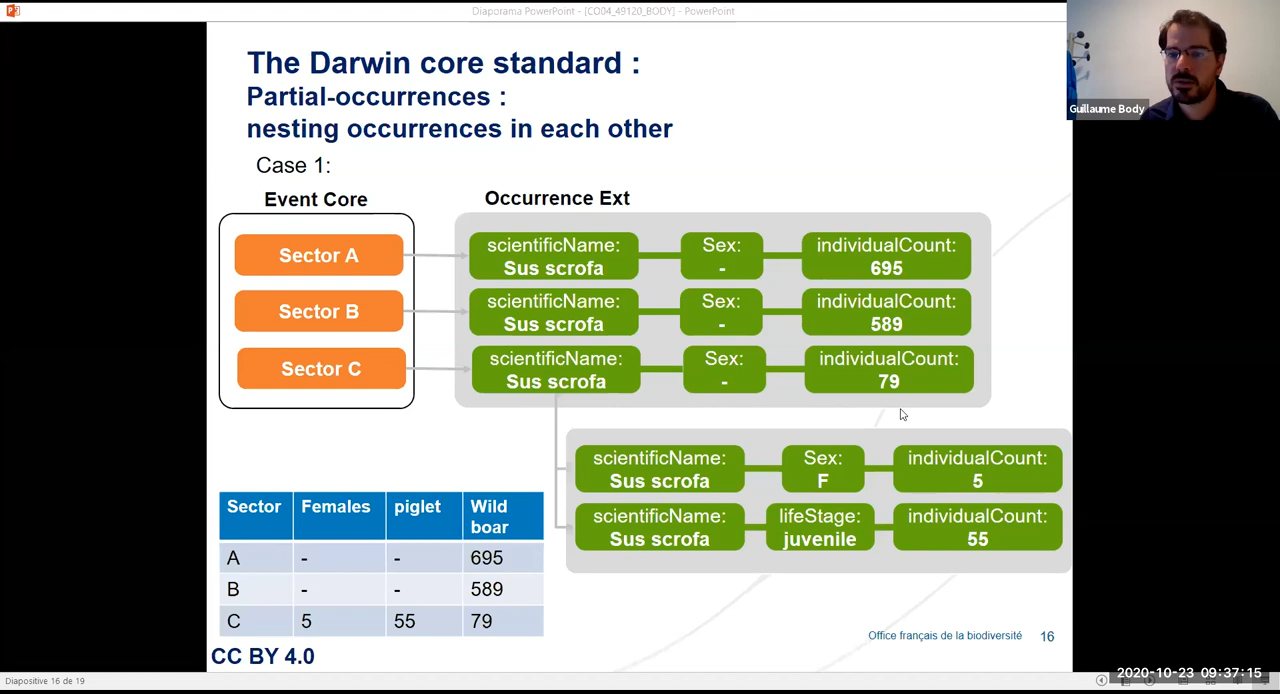 Diaporama PowerPoint - [CO04_49120_BODY] - PowerPoint
Guillaume Body
The Darwin core standard :
Partial-occurrences :
nesting occurrences in each other
Case 1:
Event Core
Occurrence Ext
Sector A
scientificName:
Sus scrofa
Sex:
-
individualCount:
695
Sector B
scientificName:
Sus scrofa
Sex:
-
individualCount:
589
Sector C
scientificName:
Sus scrofa
Sex:
-
individualCount:
79
scientificName:
Sus scrofa
Sex:
F
individualCount:
5
scientificName:
Sus scrofa
lifeStage:
juvenile
individualCount:
55
Sector Females piglet Wild boar
A - - 695
B - - 589
C 5 55 79
Office français de la biodiversité 16
CC BY 4.0
Diapositive 16 de 19
2020-10-23 09:37:15